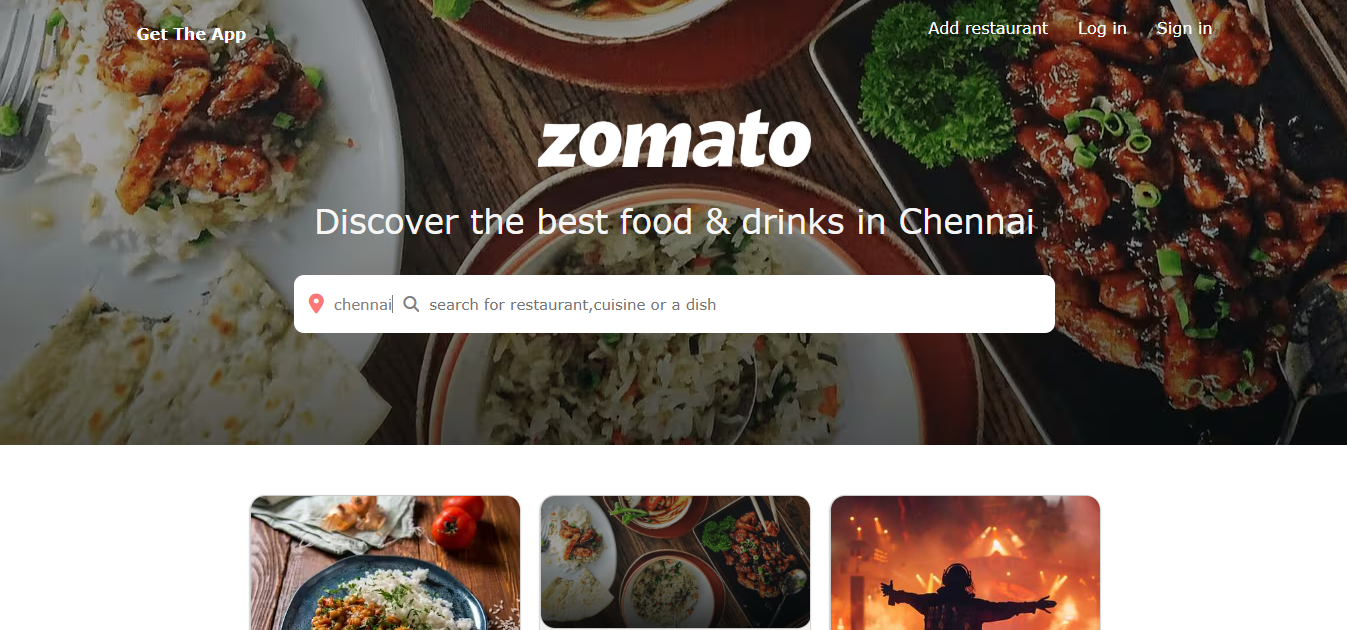 Get The App
Add restaurant Log in Sign in
zomato
Discover the best food & drinks in Chennai
chennai search for restaurant,cuisine or a dish